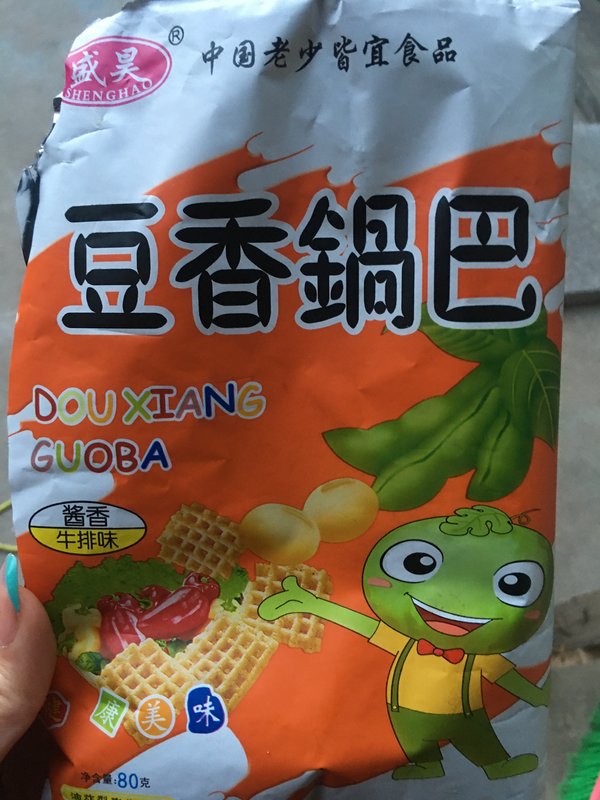 盛昊
SHENGHAO
®
中国老少皆宜食品
豆香鍋巴
DOU XIANG
GUOBA
酱香
牛排味
康美味
净含量:80克